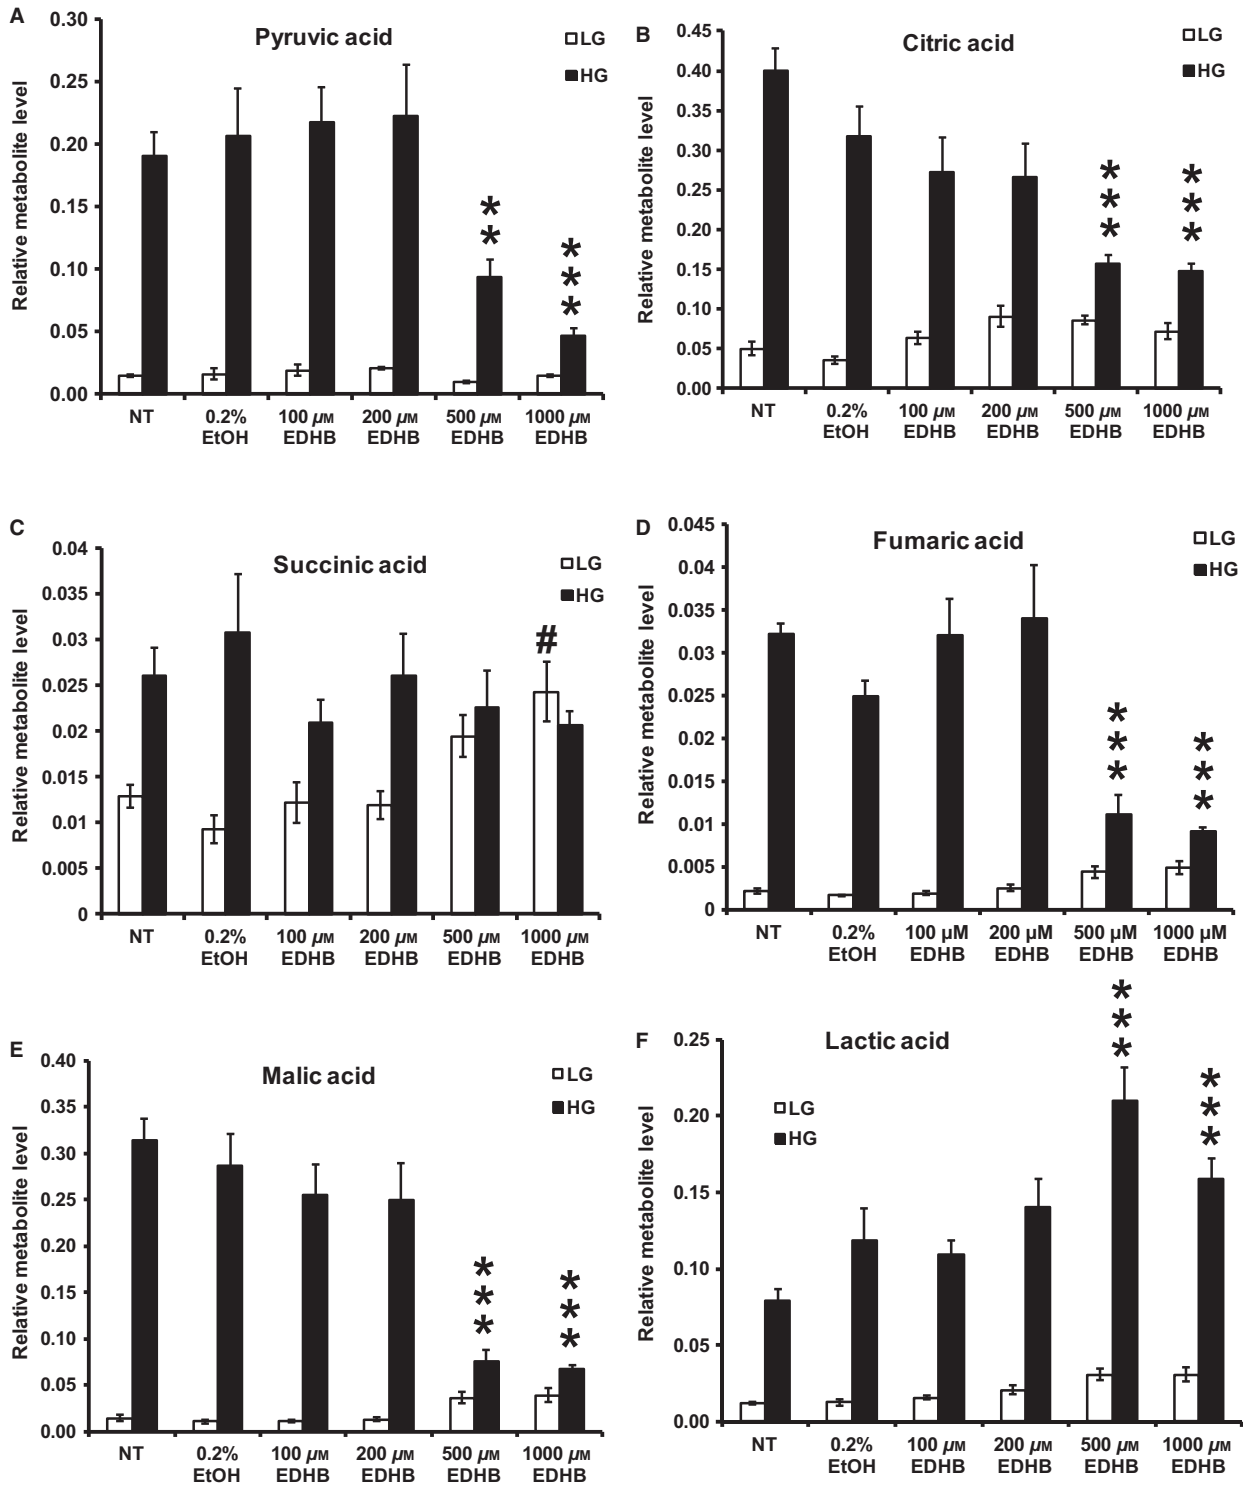 A
Pyruvic acid
LG
HG
Relative metabolite level
0.30
0.25
0.20
0.15
0.10
0.05
0.00
* *
* * *
NT
0.2% EtOH
100 µM EDHB
200 µM EDHB
500 µM EDHB
1000 µM EDHB
B
Citric acid
LG
HG
Relative metabolite level
0.45
0.40
0.35
0.30
0.25
0.20
0.15
0.10
0.05
0.00
* * *
* * *
NT
0.2% EtOH
100 µM EDHB
200 µM EDHB
500 µM EDHB
1000 µM EDHB
C
Succinic acid
LG
HG
Relative metabolite level
0.04
0.035
0.03
0.025
0.02
0.015
0.01
0.005
0
#
NT
0.2% EtOH
100 µM EDHB
200 µM EDHB
500 µM EDHB
1000 µM EDHB
D
Fumaric acid
LG
HG
Relative metabolite level
0.045
0.04
0.035
0.03
0.025
0.02
0.015
0.01
0.005
0
* * *
* * *
NT
0.2% EtOH
100 µM EDHB
200 µM EDHB
500 µM EDHB
1000 µM EDHB
E
Malic acid
LG
HG
Relative metabolite level
0.40
0.35
0.30
0.25
0.20
0.15
0.10
0.05
0.00
* * *
* * *
NT
0.2% EtOH
100 µM EDHB
200 µM EDHB
500 µM EDHB
1000 µM EDHB
F
Lactic acid
LG
HG
Relative metabolite level
0.25
0.20
0.15
0.10
0.05
0.00
* * *
* * *
NT
0.2% EtOH
100 µM EDHB
200 µM EDHB
500 µM EDHB
1000 µM EDHB